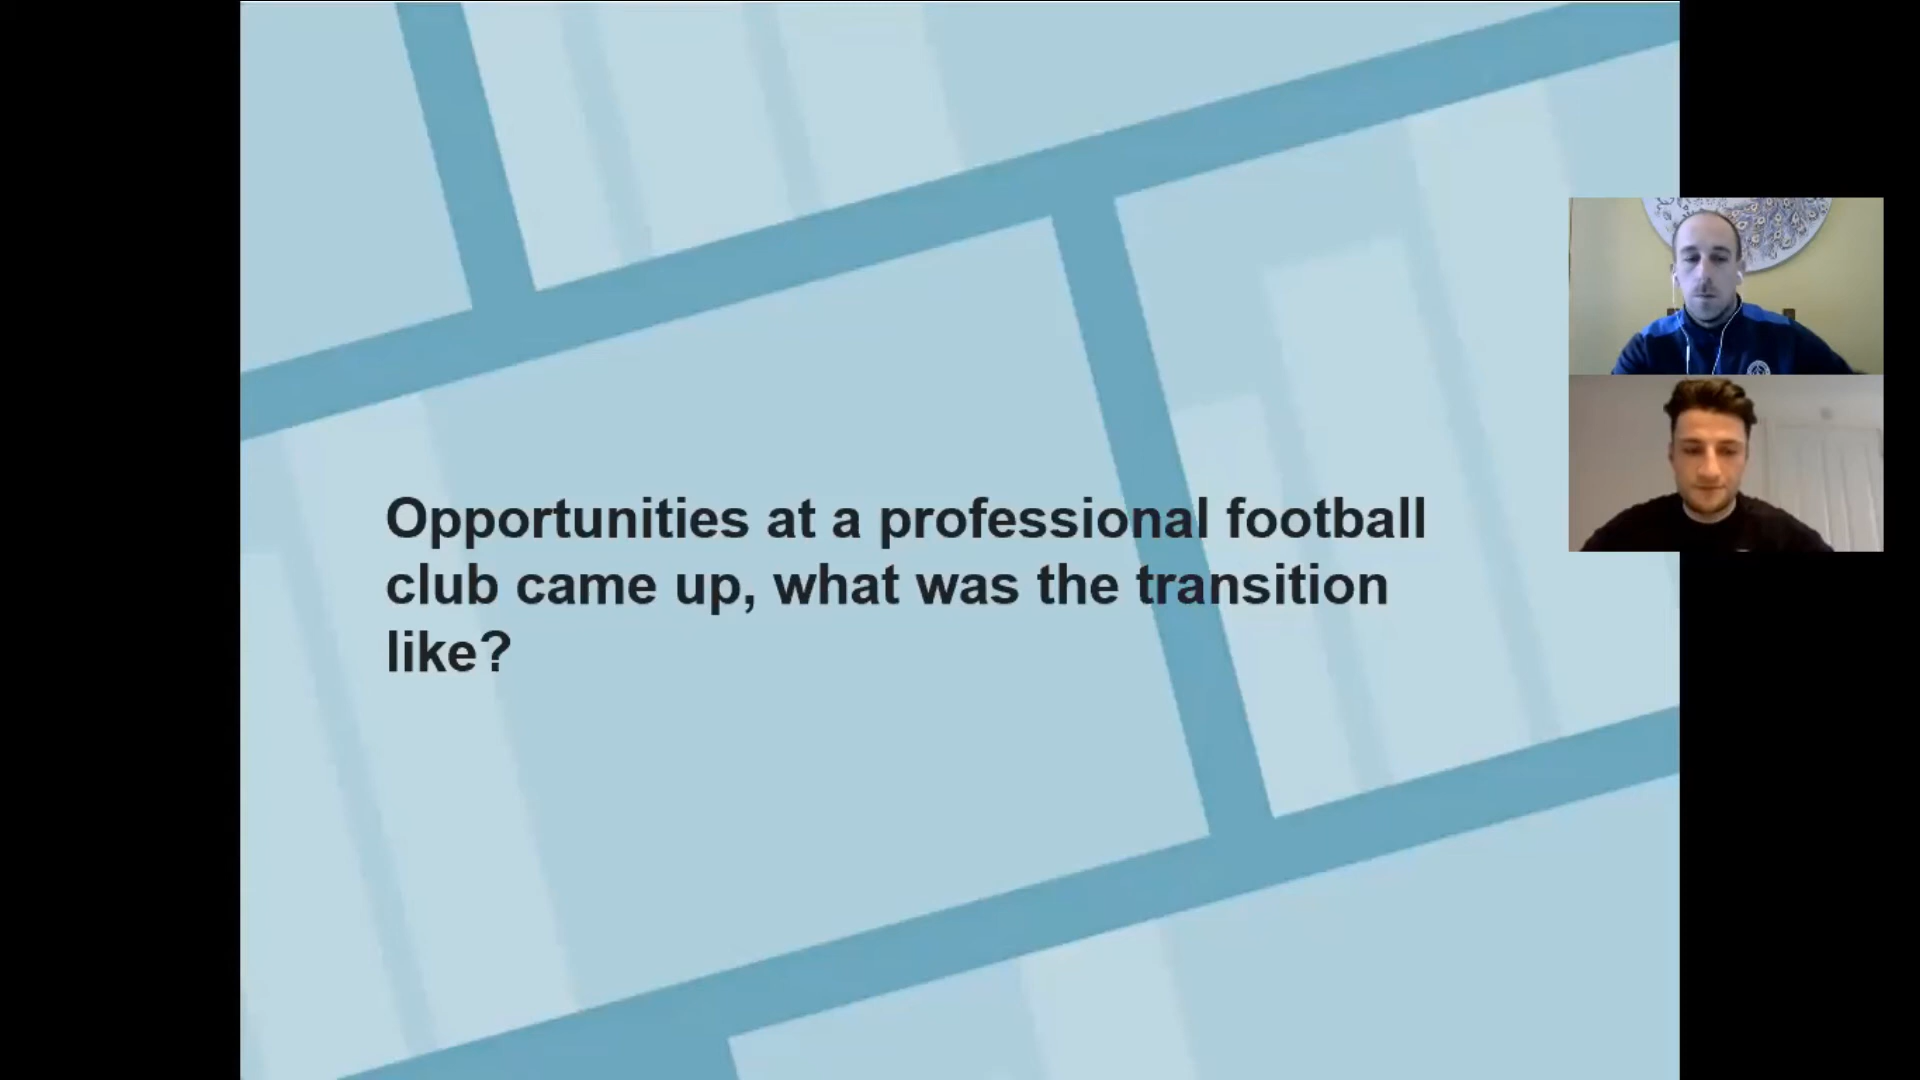 Opportunities at a professional football
club came up, what was the transition
like?